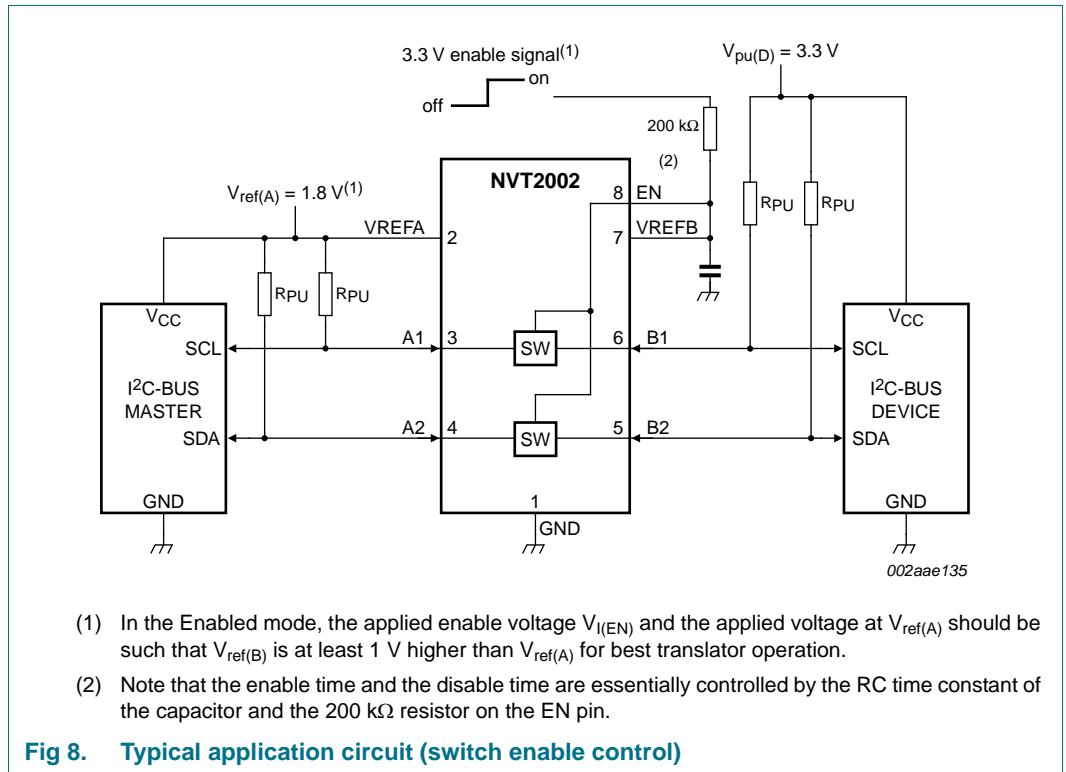 3.3 V enable signal(1)
on
off
Vpu(D) = 3.3 V
200 kΩ
(2)
NVT2002
8 EN
RPU RPU
Vref(A) = 1.8 V(1)
VREFA 2
7 VREFB
RPU RPU
VCC
SCL
A1 3
SW
6 B1
VCC
SCL
I2C-BUS
MASTER
I2C-BUS
DEVICE
SDA
A2 4
SW
5 B2
SDA
GND
1
GND
GND
002aae135
(1) In the Enabled mode, the applied enable voltage VI(EN) and the applied voltage at Vref(A) should be
such that Vref(B) is at least 1 V higher than Vref(A) for best translator operation.
(2) Note that the enable time and the disable time are essentially controlled by the RC time constant of
the capacitor and the 200 kΩ resistor on the EN pin.
Fig 8. Typical application circuit (switch enable control)